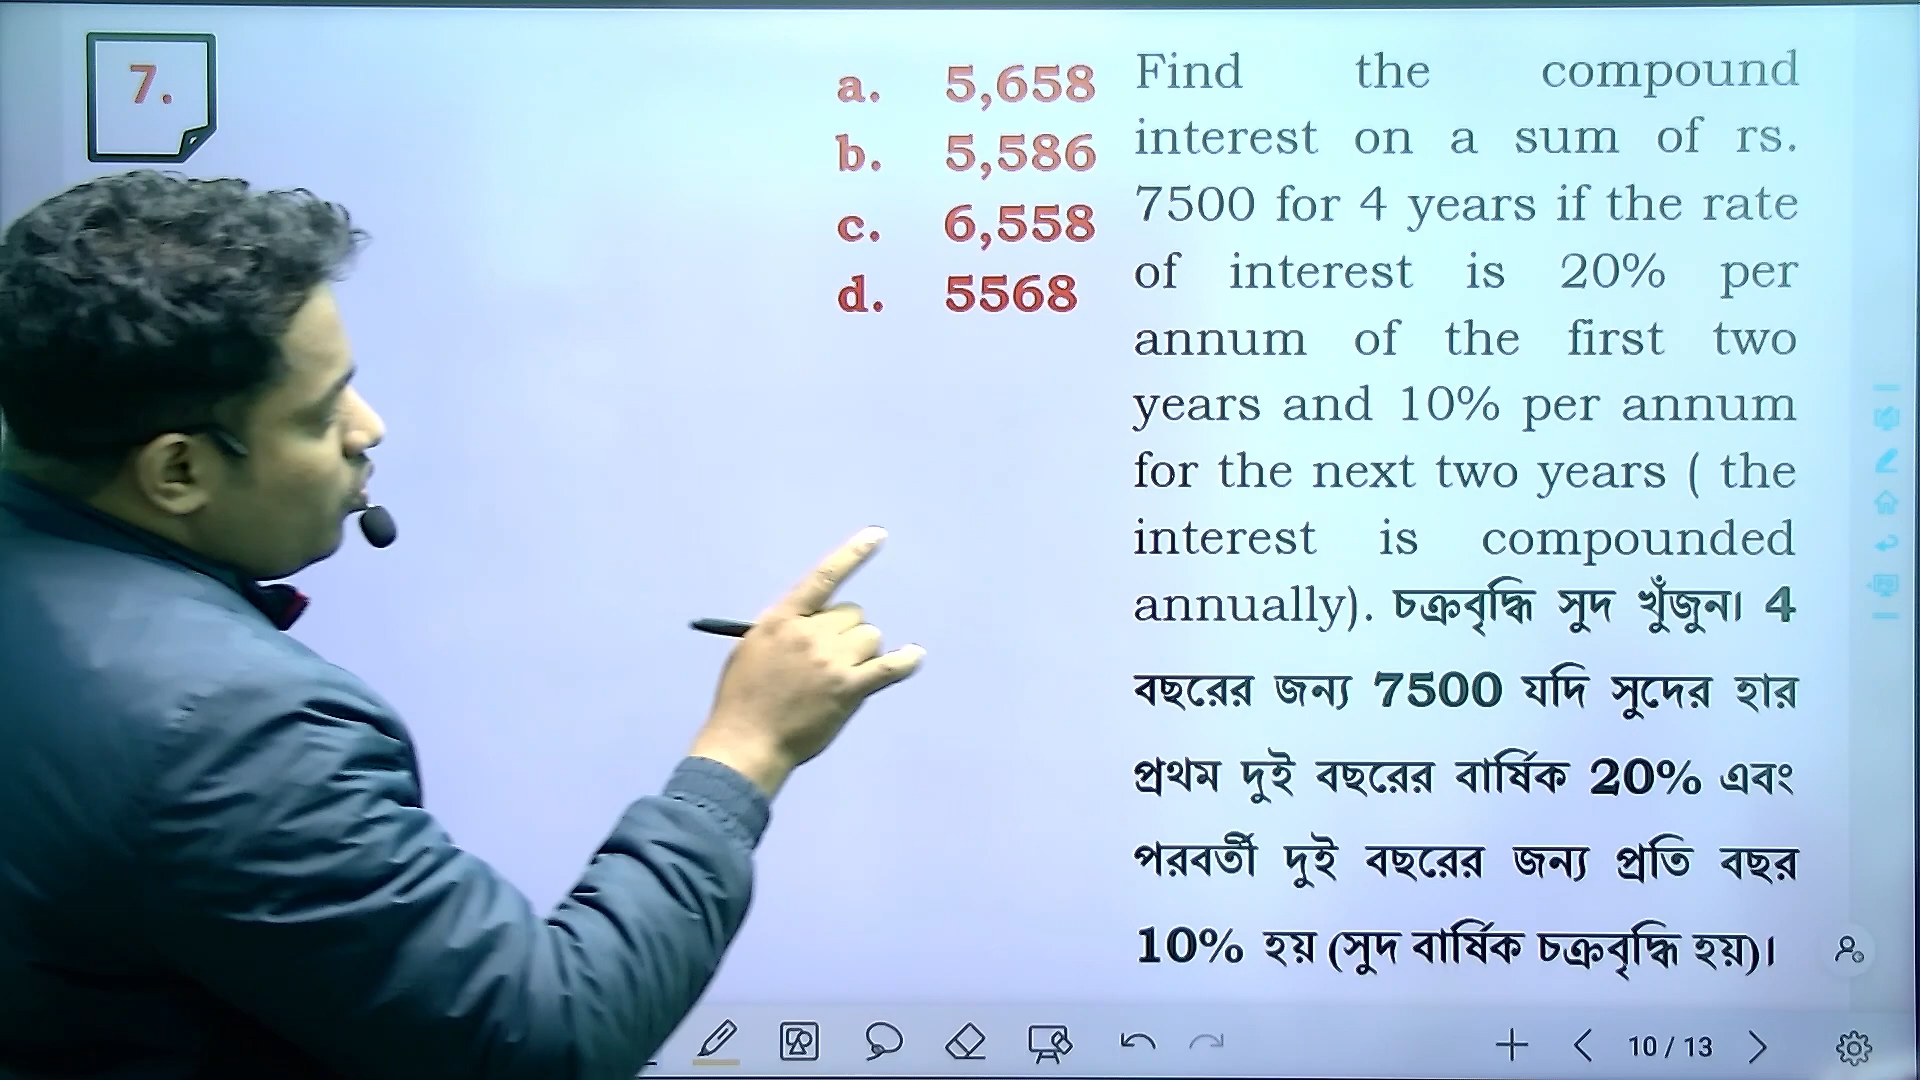 7.
a. 5,658
b. 5,586
c. 6,558
d. 5568
Find the compound
interest on a sum of rs.
7500 for 4 years if the rate
of interest is 20% per
annum of the first two
years and 10% per annum
for the next two years ( the
interest is compounded
annually). চক্রবৃদ্ধি সুদ খুঁজুন। 4
বছরের জন্য 7500 যদি সুদের হার
প্রথম দুই বছরের বার্ষিক 20% এবং
পরবর্তী দুই বছরের জন্য প্রতি বছর
10% হয় (সুদ বার্ষিক চক্রবৃদ্ধি হয়)।
10 / 13